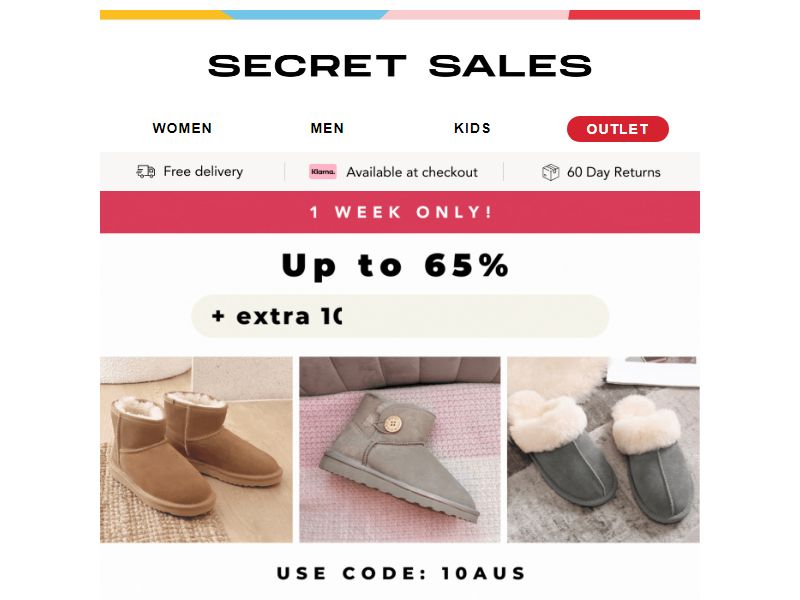 SECRET SALES
WOMEN MEN KIDS OUTLET
Free delivery Klarna. Available at checkout 60 Day Returns
1 WEEK ONLY!
Up to 65%
+ extra 10
USE CODE: 10AUS